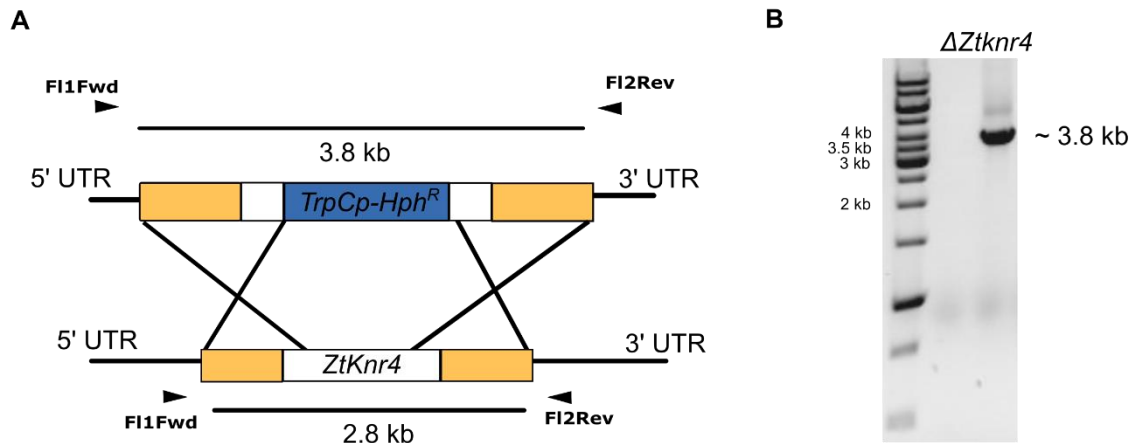 A
Fl1Fwd
Fl2Rev
3.8 kb
5' UTR
3' UTR
TrpCp-Hph^R
5' UTR
3' UTR
ZtKnr4
Fl1Fwd
Fl2Rev
2.8 kb
B
ΔZtknr4
4 kb
3.5 kb
3 kb
2 kb
~ 3.8 kb